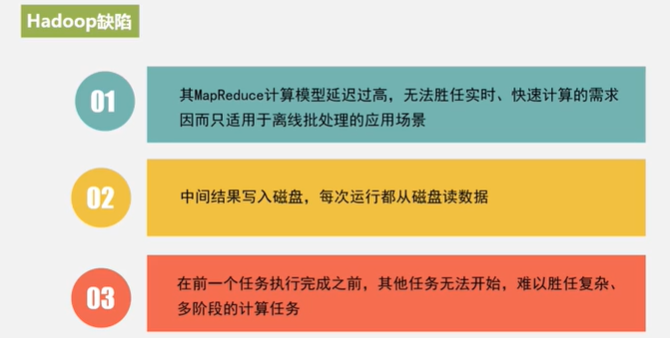 Hadoop缺陷
01
其MapReduce计算模型延迟过高，无法胜任实时、快速计算的需求
因而只适用于离线批处理的应用场景
02
中间结果写入磁盘，每次运行都从磁盘读数据
03
在前一个任务执行完成之前，其他任务无法开始，难以胜任复杂、
多阶段的计算任务